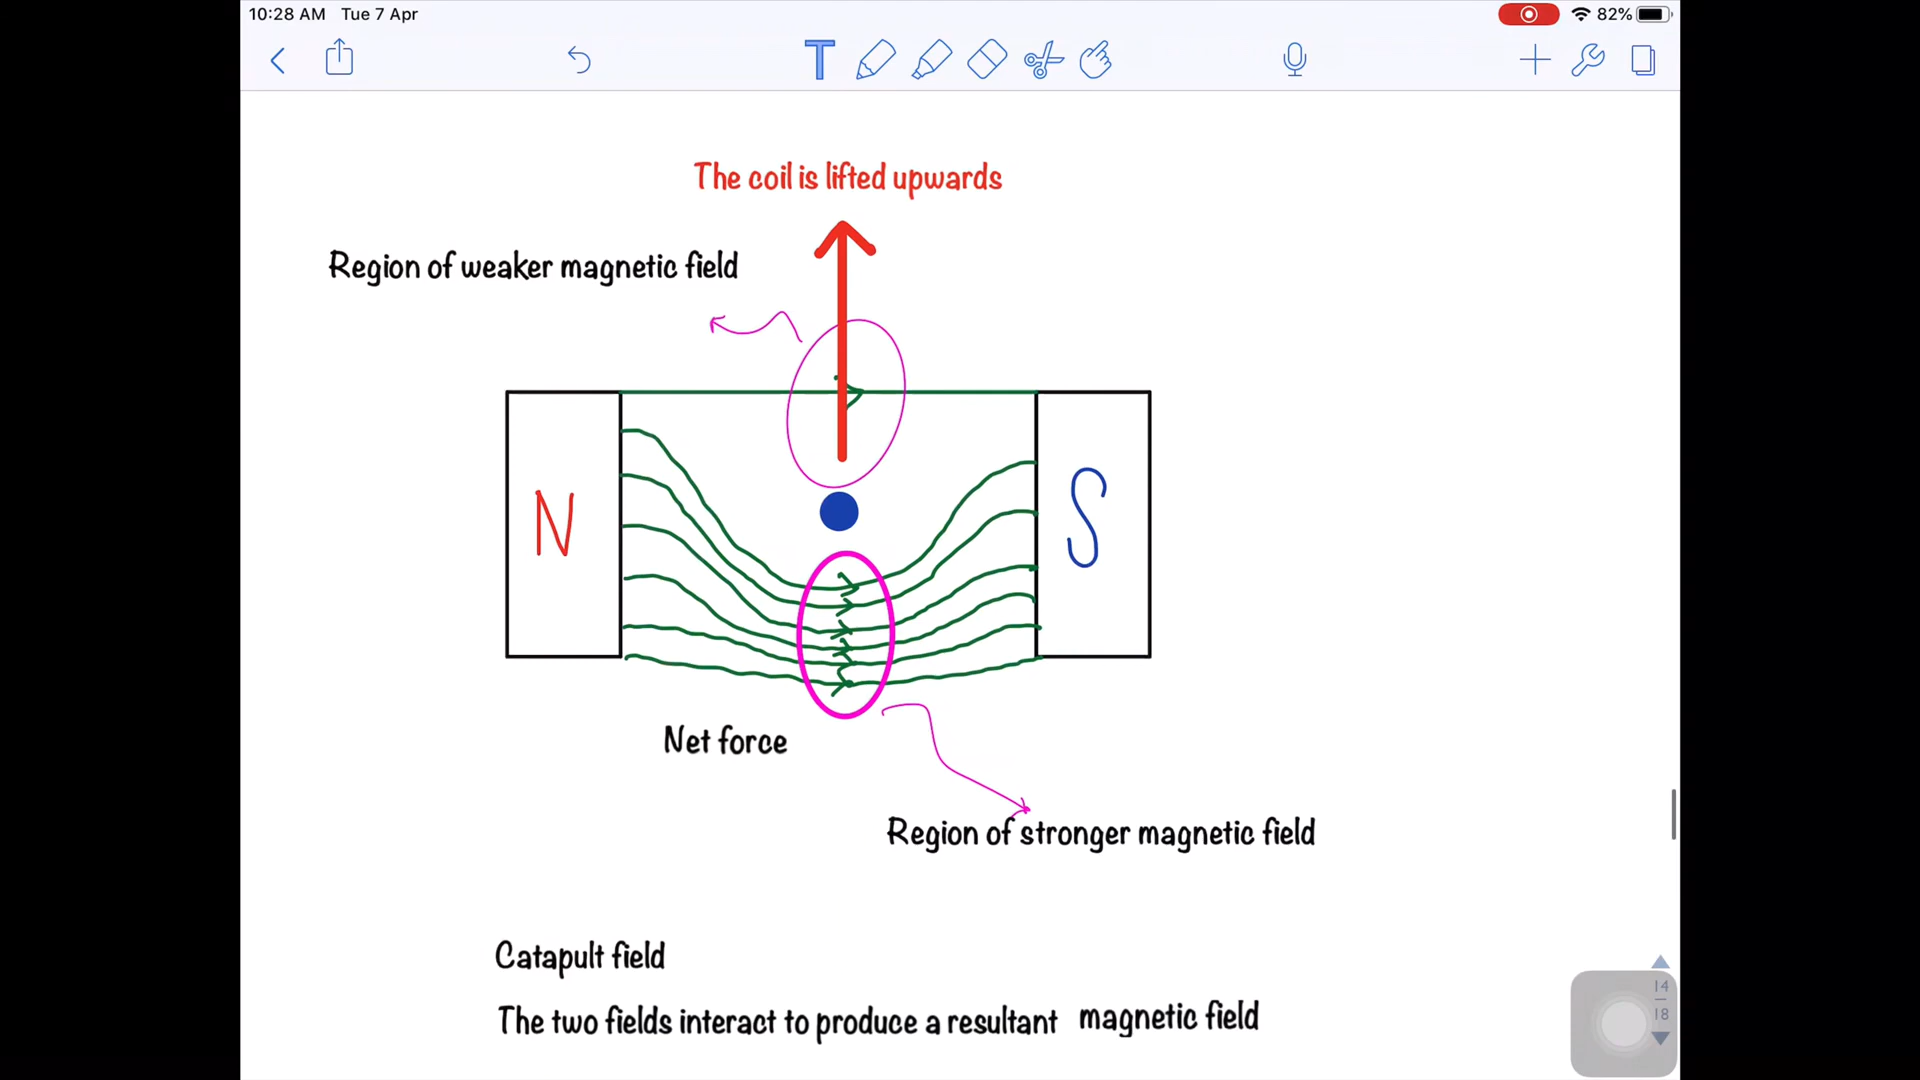 10:28 AM Tue 7 Apr
82%
T
The coil is lifted upwards
Region of weaker magnetic field
N
S
Net force
Region of stronger magnetic field
Catapult field
The two fields interact to produce a resultant magnetic field
14
18